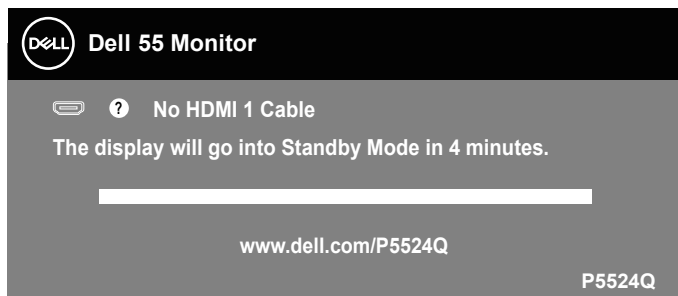 DELL Dell 55 Monitor
? No HDMI 1 Cable
The display will go into Standby Mode in 4 minutes.
www.dell.com/P5524Q
P5524Q